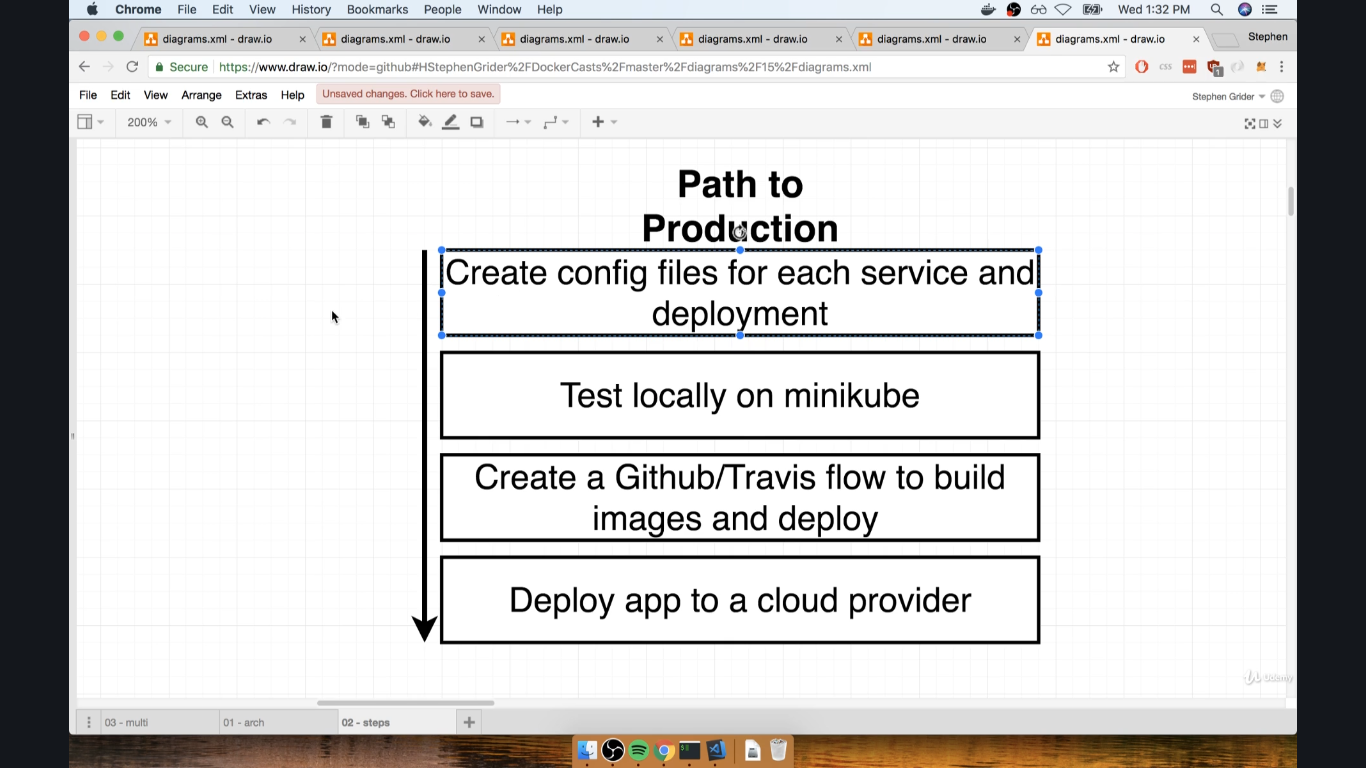 Chrome File Edit View History Bookmarks People Window Help Wed 1:32 PM
diagrams.xml - draw.io diagrams.xml - draw.io diagrams.xml - draw.io diagrams.xml - draw.io diagrams.xml - draw.io diagrams.xml - draw.io Stephen
Secure https://www.draw.io/?mode=github#HStephenGrider%2FDockerCasts%2Fmaster%2Fdiagrams%2F15%2Fdiagrams.xml
File Edit View Arrange Extras Help Unsaved changes. Click here to save. Stephen Grider
200%
Path to
Production
Create config files for each service and
deployment
Test locally on minikube
Create a Github/Travis flow to build
images and deploy
Deploy app to a cloud provider
Udemy
03 - multi 01 - arch 02 - steps